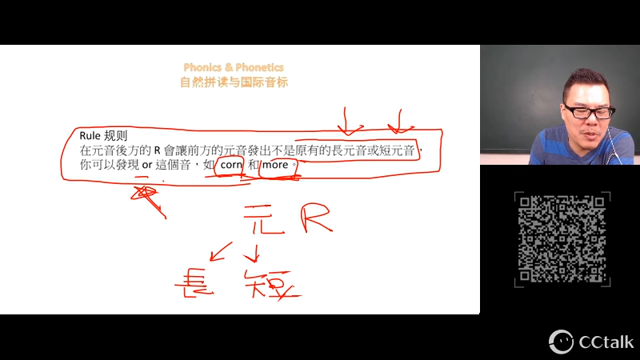 Phonics & Phonetics
自然拼读与国际音标
Rule 规则
在元音後方的 R 會讓前方的元音發出不是原有的長元音或短元音，
你可以發現 or 這個音，如 corn 和 more。
元 R
長 短
CCtalk